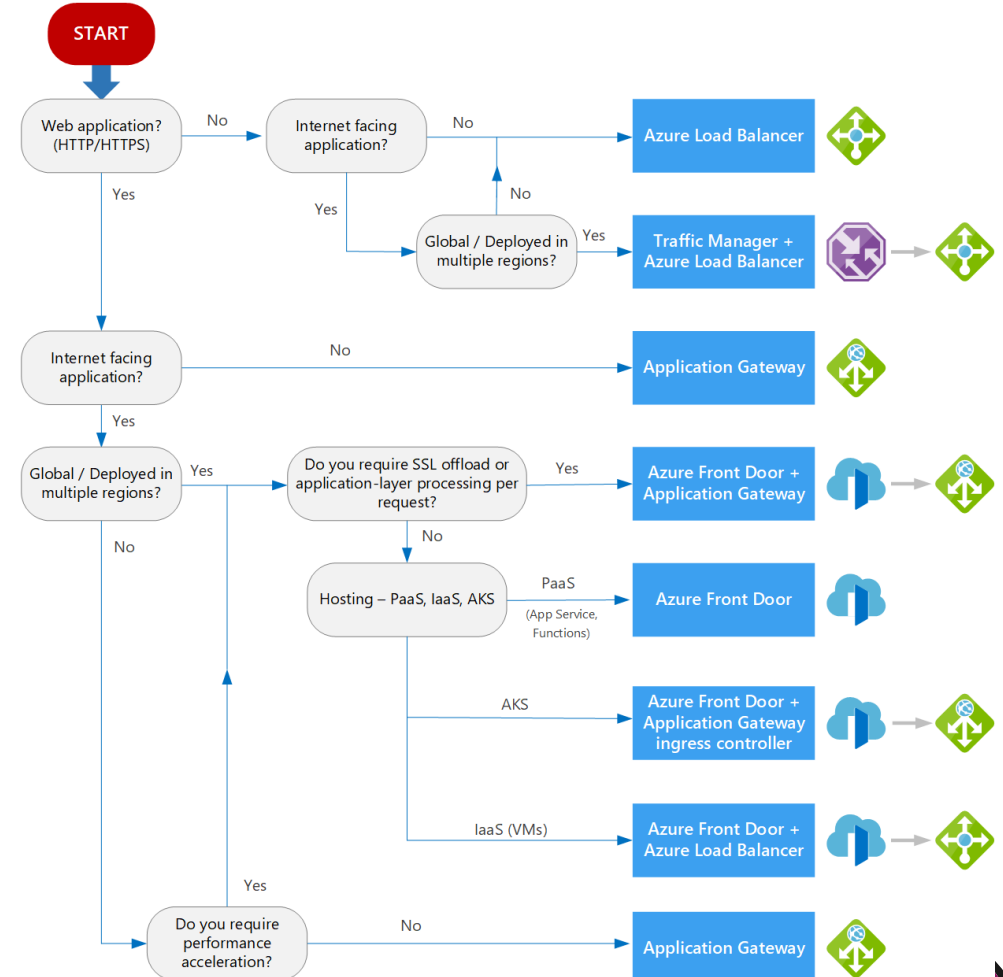 START
Web application?
(HTTP/HTTPS)
No
Internet facing
application?
No
Azure Load Balancer
Yes
Yes
No
Global / Deployed in
multiple regions?
Yes
Traffic Manager +
Azure Load Balancer
Internet facing
application?
No
Application Gateway
Yes
Global / Deployed in
multiple regions?
Yes
Do you require SSL offload or
application-layer processing per
request?
Yes
Azure Front Door +
Application Gateway
No
No
Hosting – PaaS, IaaS, AKS
PaaS
(App Service,
Functions)
Azure Front Door
AKS
Azure Front Door +
Application Gateway
ingress controller
IaaS (VMs)
Azure Front Door +
Azure Load Balancer
Yes
Do you require
performance
acceleration?
No
Application Gateway